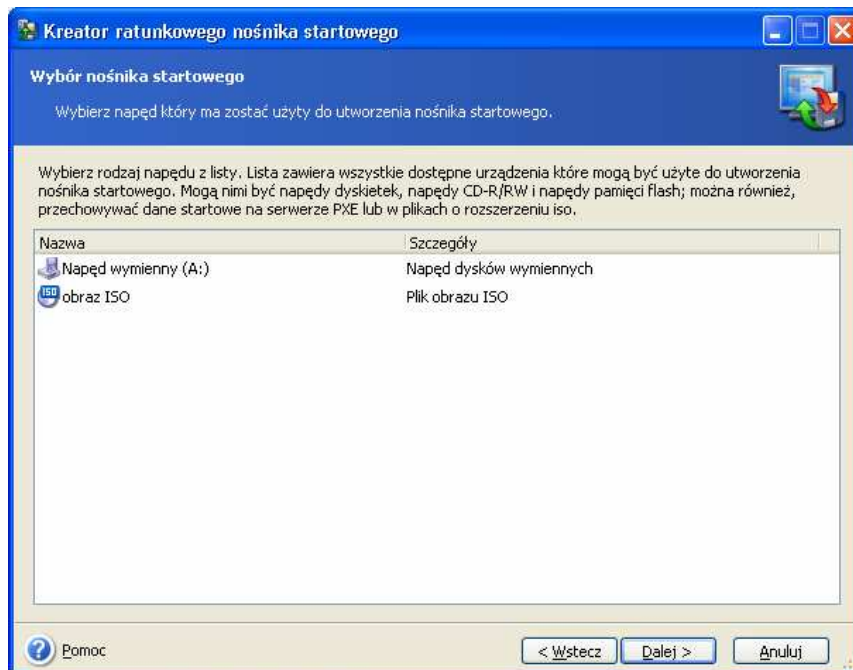 Kreator ratunkowego nośnika startowego
Wybór nośnika startowego
Wybierz napęd który ma zostać użyty do utworzenia nośnika startowego.
Wybierz rodzaj napędu z listy. Lista zawiera wszystkie dostępne urządzenia które mogą być użyte do utworzenia
nośnika startowego. Mogą nimi być napędy dyskietek, napędy CD-R/RW i napędy pamięci flash; można również,
przechowywać dane startowe na serwerze PXE lub w plikach o rozszerzeniu iso.
Nazwa Szczegóły
Napęd wymienny (A:) Napęd dysków wymiennych
ISO obraz ISO Plik obrazu ISO
? Pomoc < Wstecz Dalej > Anuluj